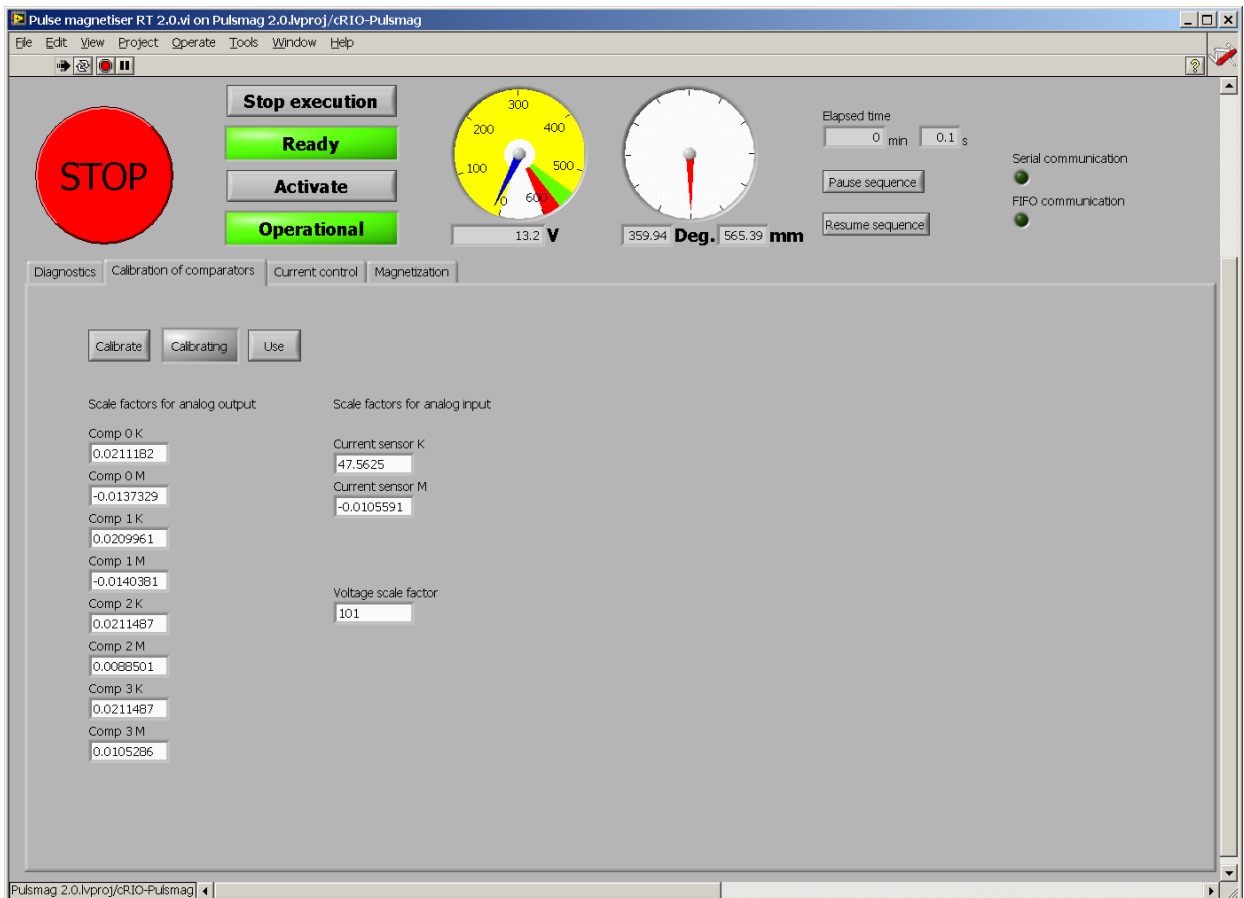 Pulse magnetiser RT 2.0.vi on Pulsmag 2.0.lvproj/cRIO-Pulsmag
File Edit View Project Operate Tools Window Help
STOP
Stop execution
Ready
Activate
Operational
0 100 200 300 400 500 600
13.2 V
359.94 Deg. 565.39 mm
Elapsed time
0 min 0.1 s
Pause sequence
Resume sequence
Serial communication
FIFO communication
Diagnostics Calibration of comparators Current control Magnetization
Calibrate Calibrating Use
Scale factors for analog output
Comp 0 K
0.0211182
Comp 0 M
-0.0137329
Comp 1 K
0.0209961
Comp 1 M
-0.0140381
Comp 2 K
0.0211487
Comp 2 M
0.0088501
Comp 3 K
0.0211487
Comp 3 M
0.0105286
Scale factors for analog input
Current sensor K
47.5625
Current sensor M
-0.0105591
Voltage scale factor
101
Pulsmag 2.0.lvproj/cRIO-Pulsmag